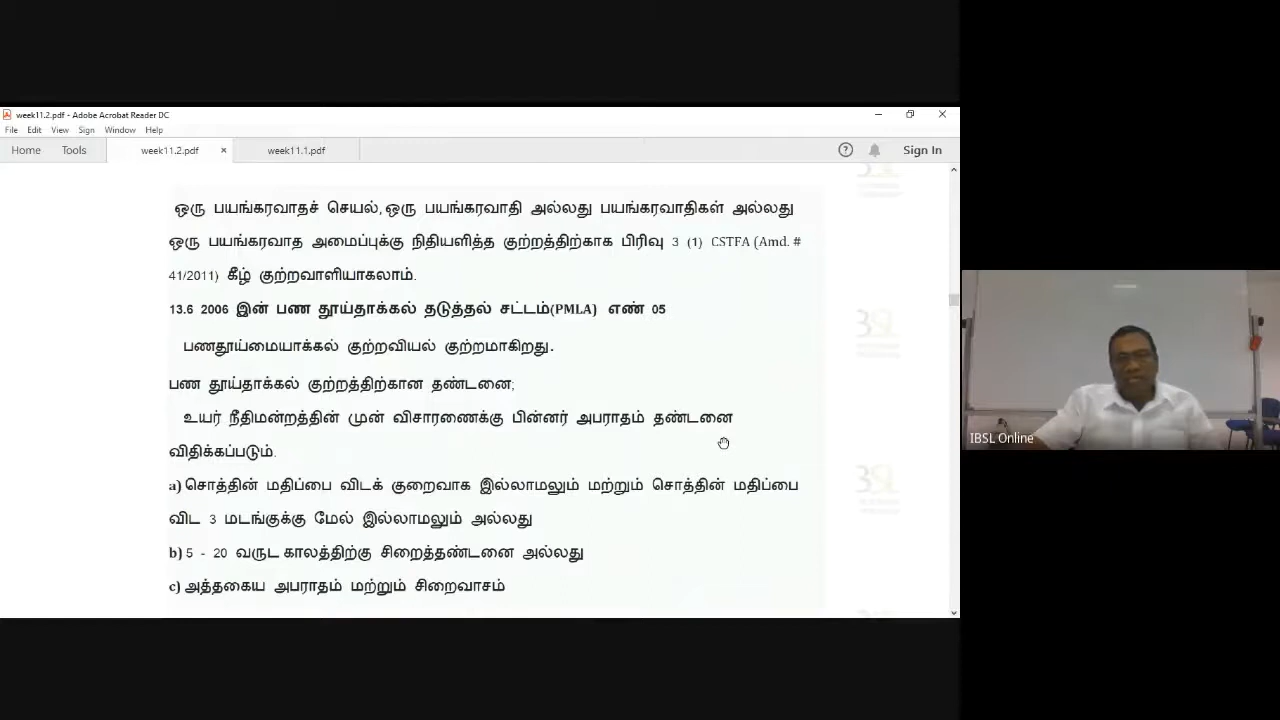 week11.2.pdf - Adobe Acrobat Reader DC
File Edit View Sign Window Help
Home Tools week11.2.pdf × week11.1.pdf Sign In
ஒரு பயங்கரவாதச் செயல், ஒரு பயங்கரவாதி அல்லது பயங்கரவாதிகள் அல்லது
ஒரு பயங்கரவாத அமைப்புக்கு நிதியளித்த குற்றத்திற்காக பிரிவு 3 (1) CSTFA (Amd. #
41/2011) கீழ் குற்றவாளியாகலாம்.
13.6 2006 இன் பண தூய்தாக்கல் தடுத்தல் சட்டம்(PMLA) எண் 05
பணதூய்மையாக்கல் குற்றவியல் குற்றமாகிறது.
பண தூய்தாக்கல் குற்றத்திற்கான தண்டனை;
உயர் நீதிமன்றத்தின் முன் விசாரணைக்கு பின்னர் அபராதம் தண்டனை
விதிக்கப்படும்.
a) சொத்தின் மதிப்பை விடக் குறைவாக இல்லாமலும் மற்றும் சொத்தின் மதிப்பை
விட 3 மடங்குக்கு மேல் இல்லாமலும் அல்லது
b) 5 - 20 வருட காலத்திற்கு சிறைத்தண்டனை அல்லது
c) அத்தகைய அபராதம் மற்றும் சிறைவாசம்
IBSL Online